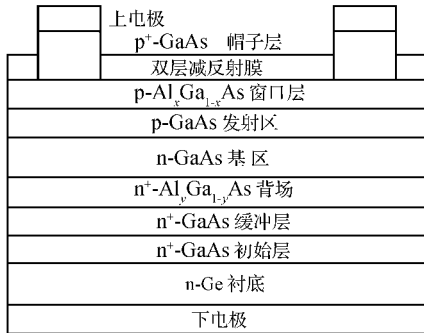 上电极
p⁺-GaAs 帽子层
双层减反射膜
p-AlₓGa₁₋ₓAs 窗口层
p-GaAs 发射区
n-GaAs 基 区
n⁺-AlᵧGa₁₋ᵧAs 背场
n⁺-GaAs 缓冲层
n⁺-GaAs 初始层
n-Ge 衬底
下电极